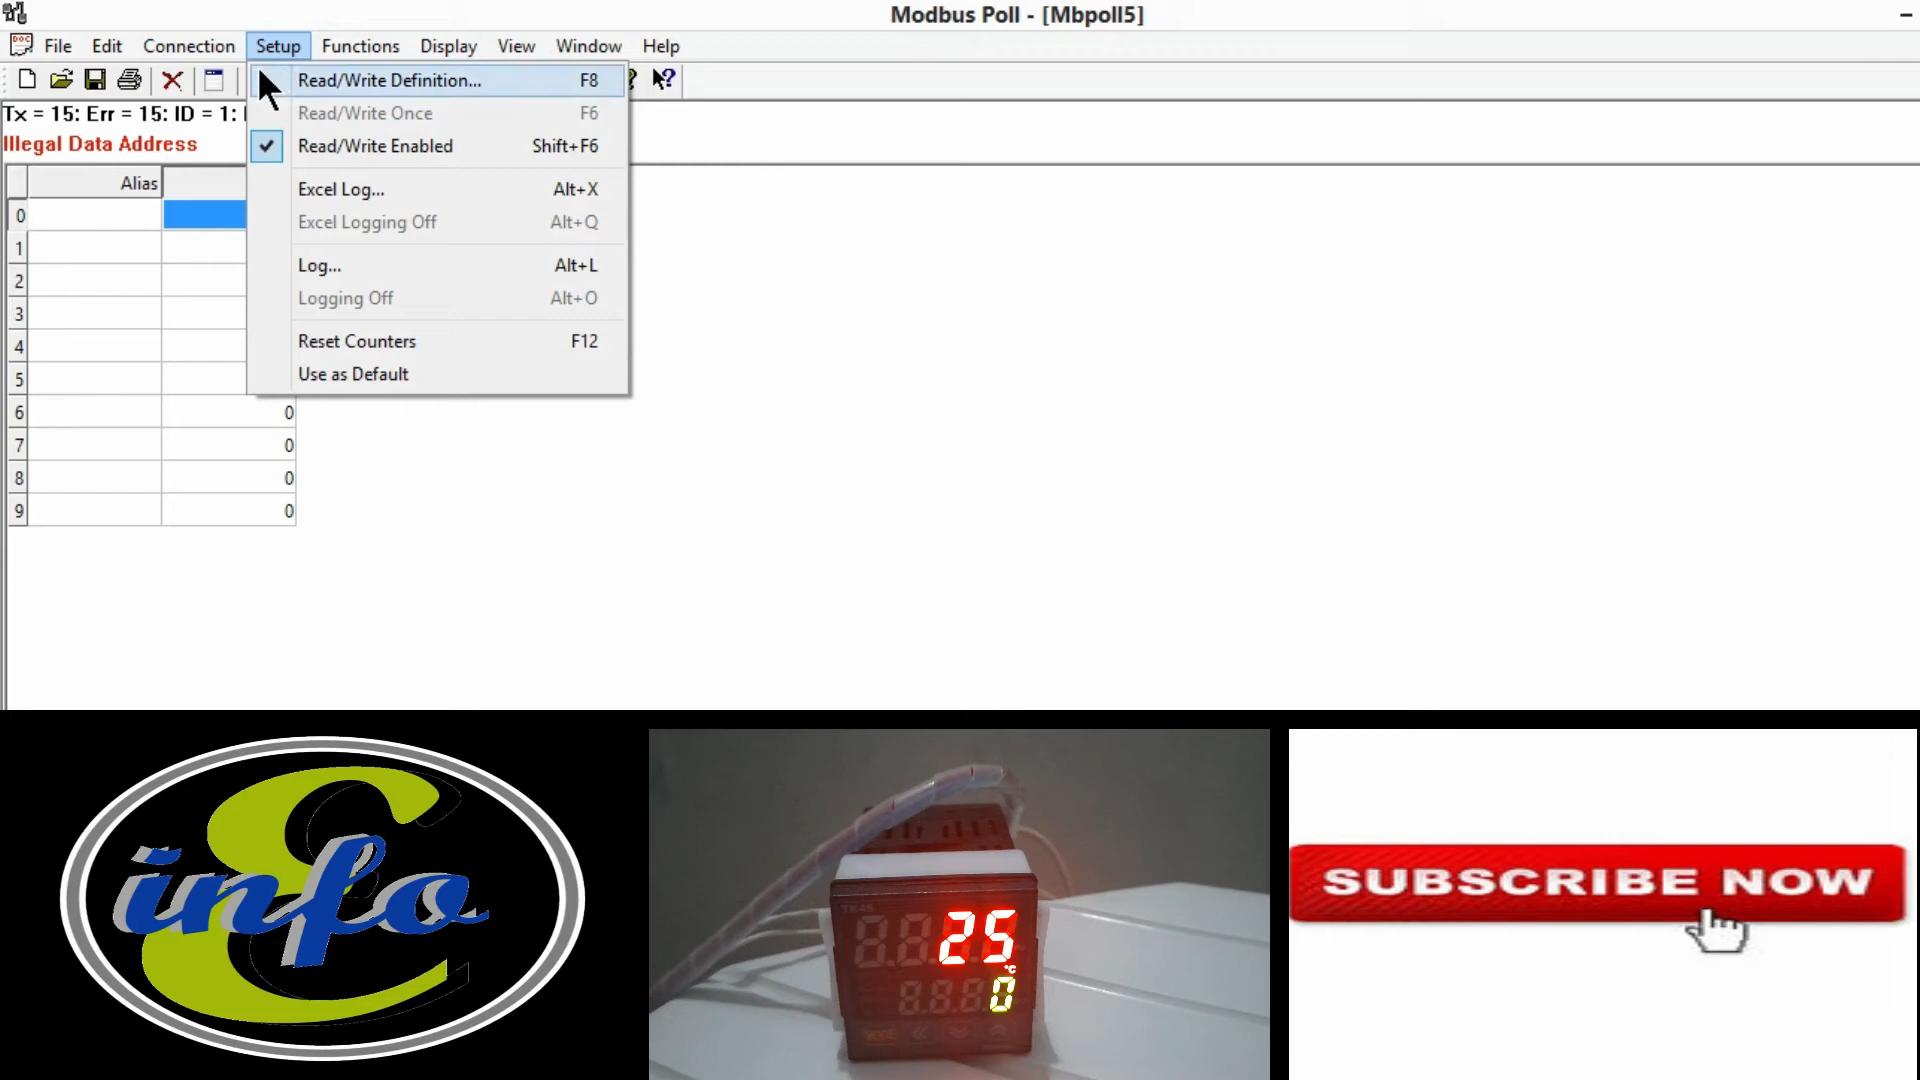 Modbus Poll - [Mbpoll5]
File Edit Connection Setup Functions Display View Window Help
Read/Write Definition... F8
Tx = 15: Err = 15: ID = 1:
Read/Write Once F6
Illegal Data Address
Read/Write Enabled Shift+F6
Alias
Excel Log... Alt+X
0
Excel Logging Off Alt+Q
1
Log... Alt+L
2
Logging Off Alt+O
3
Reset Counters F12
4
Use as Default
5
6 0
7 0
8 0
9 0
info
TK4S
25
°C
0
MODE
SUBSCRIBE NOW